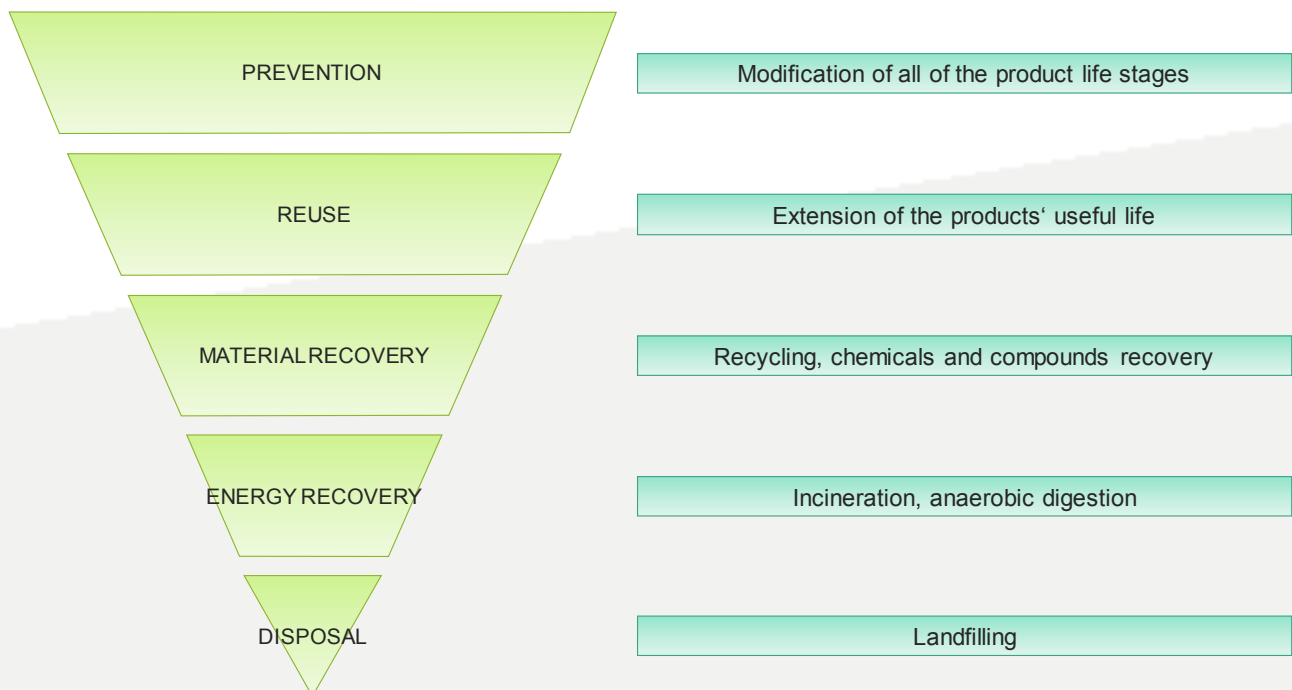 PREVENTION
Modification of all of the product life stages
REUSE
Extension of the products‘ useful life
MATERIAL RECOVERY
Recycling, chemicals and compounds recovery
ENERGY RECOVERY
Incineration, anaerobic digestion
DISPOSAL
Landfilling